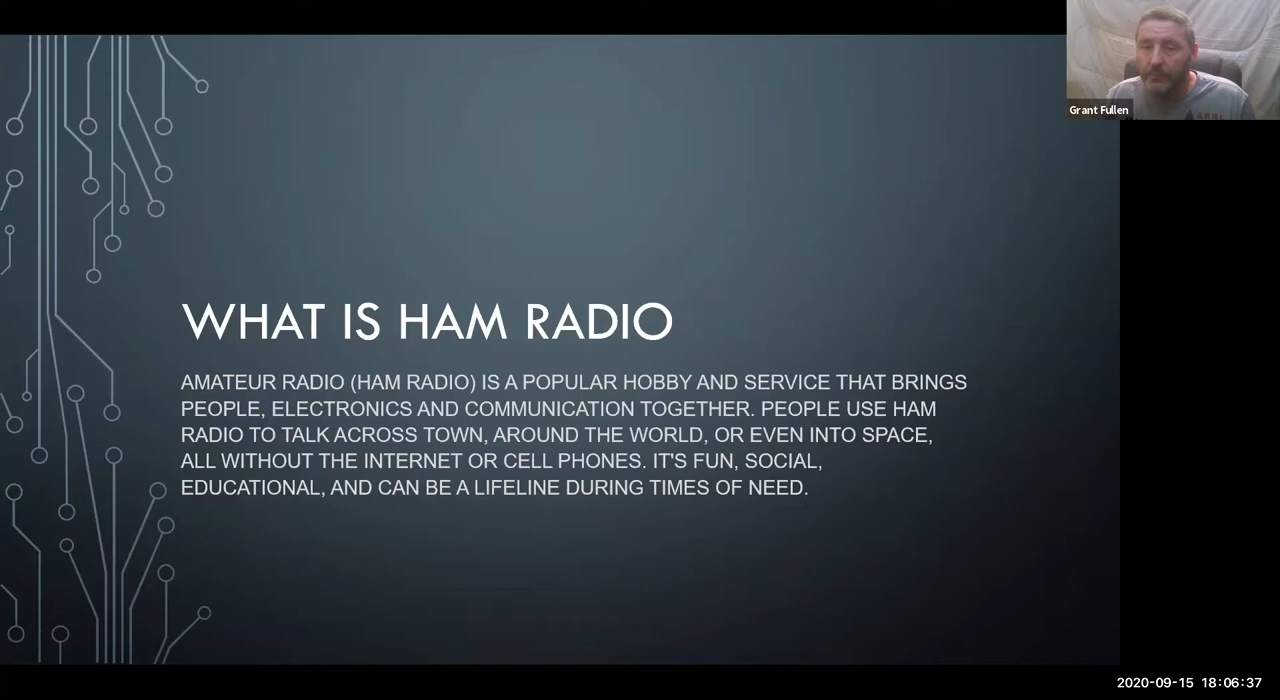 WHAT IS HAM RADIO
AMATEUR RADIO (HAM RADIO) IS A POPULAR HOBBY AND SERVICE THAT BRINGS
PEOPLE, ELECTRONICS AND COMMUNICATION TOGETHER. PEOPLE USE HAM
RADIO TO TALK ACROSS TOWN, AROUND THE WORLD, OR EVEN INTO SPACE,
ALL WITHOUT THE INTERNET OR CELL PHONES. IT'S FUN, SOCIAL,
EDUCATIONAL, AND CAN BE A LIFELINE DURING TIMES OF NEED.
Grant Fullen
2020-09-15 18:06:37